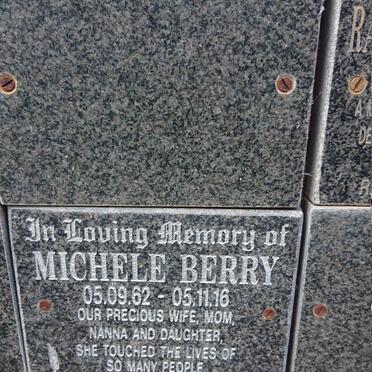 In Loving Memory of
MICHELE BERRY
05.09.62 - 05.11.16
OUR PRECIOUS WIFE, MOM,
NANNA AND DAUGHTER,
SHE TOUCHED THE LIVES OF
SO MANY PEOPLE